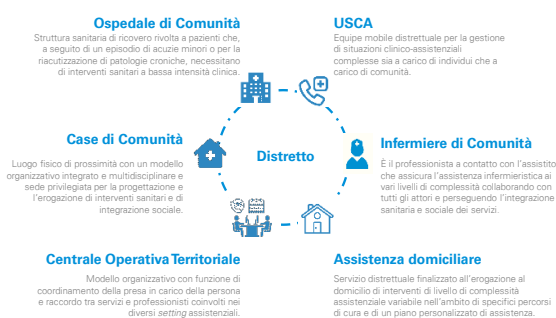 Ospedale di Comunità
Struttura sanitaria di ricovero rivolta a pazienti che,
a seguito di un episodio di acuzie minori o per la
riacutizzazione di patologie croniche, necessitano
di interventi sanitari a bassa intensità clinica.
USCA
Equipe mobile distrettuale per la gestione
di situazioni clinico-assistenziali
complesse sia a carico di individui che a
carico di comunità.
Case di Comunità
Luogo fisico di prossimità con un modello
organizzativo integrato e multidisciplinare e
sede privilegiata per la progettazione e
l'erogazione di interventi sanitari e di
integrazione sociale.
Distretto
Infermiere di Comunità
È il professionista a contatto con l'assistito
che assicura l'assistenza infermieristica ai
vari livelli di complessità collaborando con
tutti gli attori e perseguendo l'integrazione
sanitaria e sociale dei servizi.
Centrale Operativa Territoriale
Modello organizzativo con funzione di
coordinamento della presa in carico della persona
e raccordo tra servizi e professionisti coinvolti nei
diversi setting assistenziali.
Assistenza domiciliare
Servizio distrettuale finalizzato all'erogazione al
domicilio di interventi di livello di complessità
assistenziale variabile nell'ambito di specifici percorsi
di cura e di un piano personalizzato di assistenza.